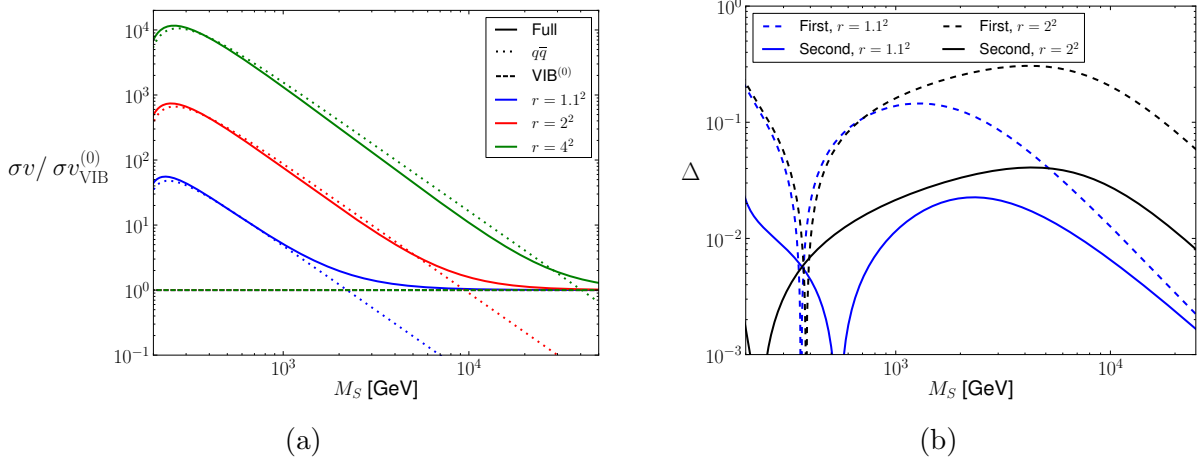 10^4
10^3
10^2
10^1
10^0
10^{-1}
σv/ σv_{VIB}^{(0)}
Full
q\overline{q}
VIB^{(0)}
r = 1.1^2
r = 2^2
r = 4^2
10^3
10^4
M_S [GeV]
(a)
10^0
10^{-1}
10^{-2}
10^{-3}
Δ
First, r = 1.1^2
First, r = 2^2
Second, r = 1.1^2
Second, r = 2^2
10^3
10^4
M_S [GeV]
(b)